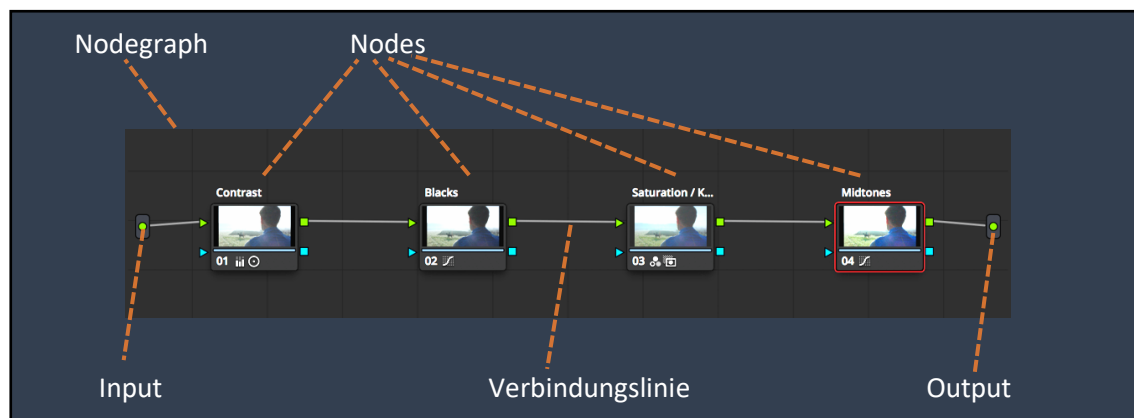 Nodegraph
Nodes
Contrast
Blacks
Saturation / K...
Midtones
01
02
03
04
Input
Verbindungslinie
Output